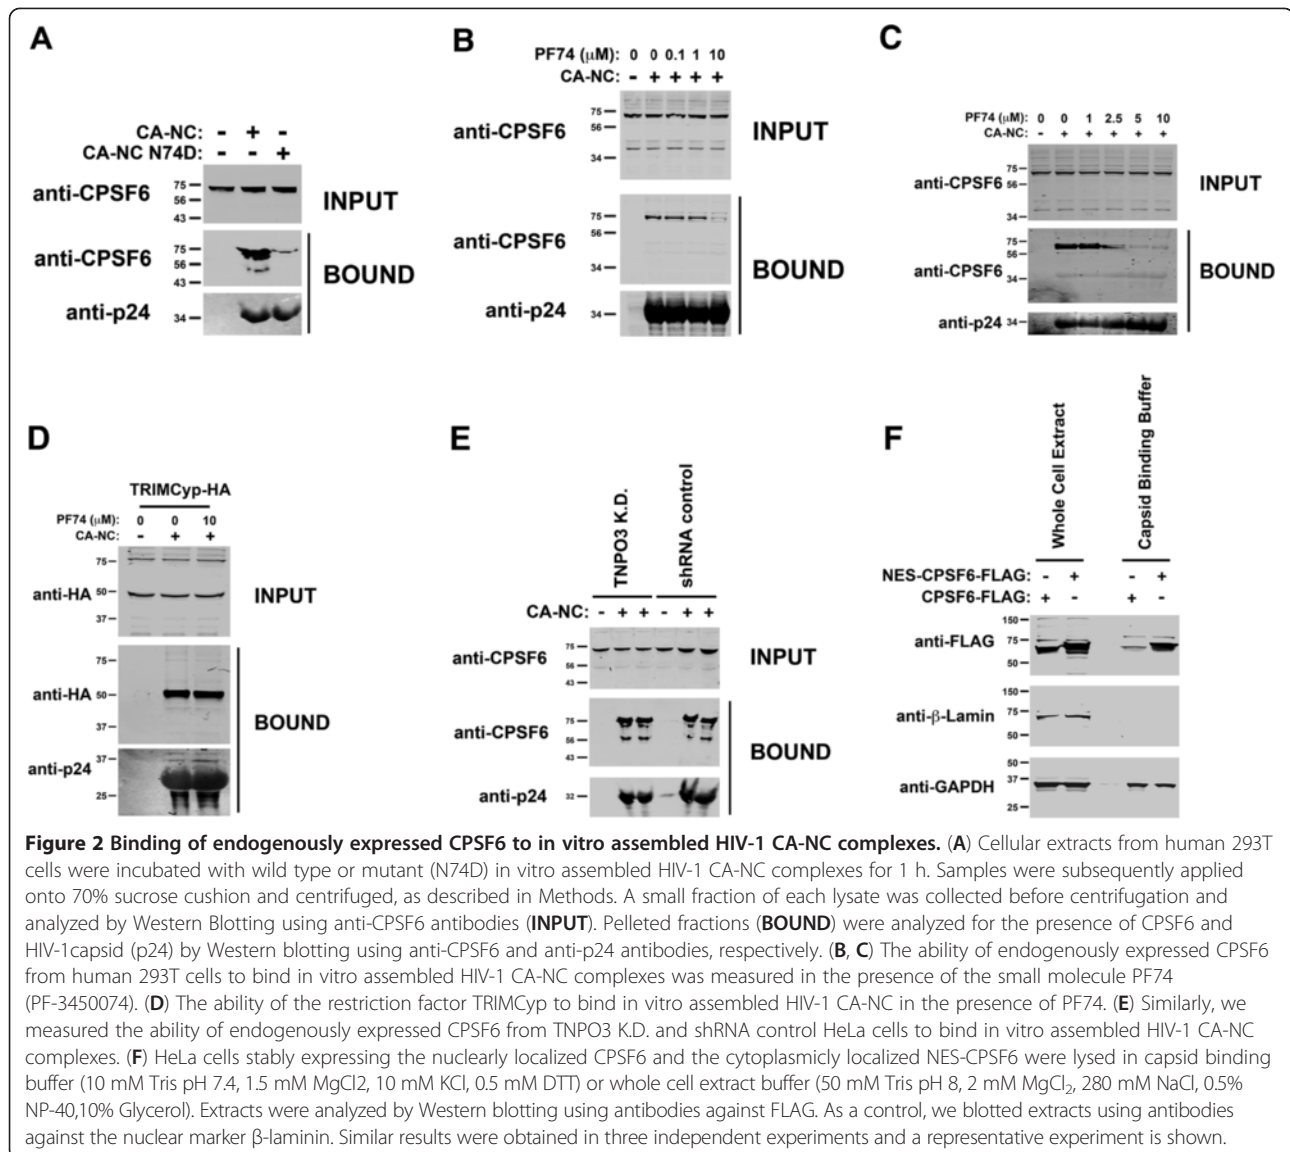 A
CA-NC: - + -
CA-NC N74D: - - +
anti-CPSF6
75
56
43
INPUT
anti-CPSF6
75
56
43
BOUND
anti-p24
34
B
PF74 (μM): 0 0 0.1 1 10
CA-NC: - + + + +
anti-CPSF6
75
56
34
INPUT
anti-CPSF6
75
56
34
BOUND
anti-p24
34
C
PF74 (μM): 0 0 1 2.5 5 10
CA-NC: - + + + + +
anti-CPSF6
75
56
34
INPUT
anti-CPSF6
75
56
34
BOUND
anti-p24
34
D
TRIMCyp-HA
PF74 (μM): 0 0 10
CA-NC: - + +
anti-HA
75
50
37
INPUT
anti-HA
75
50
37
BOUND
anti-p24
37
25
E
TNPO3 K.D.
shRNA control
CA-NC: - + + - + +
anti-CPSF6
75
56
43
INPUT
anti-CPSF6
75
56
43
BOUND
anti-p24
32
F
Whole Cell Extract
Capsid Binding Buffer
NES-CPSF6-FLAG: - + - +
CPSF6-FLAG: + - + -
anti-FLAG
150
75
50
anti-β-Lamin
150
75
50
anti-GAPDH
50
37
25
Figure 2 Binding of endogenously expressed CPSF6 to in vitro assembled HIV-1 CA-NC complexes. (A) Cellular extracts from human 293T
cells were incubated with wild type or mutant (N74D) in vitro assembled HIV-1 CA-NC complexes for 1 h. Samples were subsequently applied
onto 70% sucrose cushion and centrifuged, as described in Methods. A small fraction of each lysate was collected before centrifugation and
analyzed by Western Blotting using anti-CPSF6 antibodies (INPUT). Pelleted fractions (BOUND) were analyzed for the presence of CPSF6 and
HIV-1capsid (p24) by Western blotting using anti-CPSF6 and anti-p24 antibodies, respectively. (B, C) The ability of endogenously expressed CPSF6
from human 293T cells to bind in vitro assembled HIV-1 CA-NC complexes was measured in the presence of the small molecule PF74
(PF-3450074). (D) The ability of the restriction factor TRIMCyp to bind in vitro assembled HIV-1 CA-NC in the presence of PF74. (E) Similarly, we
measured the ability of endogenously expressed CPSF6 from TNPO3 K.D. and shRNA control HeLa cells to bind in vitro assembled HIV-1 CA-NC
complexes. (F) HeLa cells stably expressing the nuclearly localized CPSF6 and the cytoplasmicly localized NES-CPSF6 were lysed in capsid binding
buffer (10 mM Tris pH 7.4, 1.5 mM MgCl2, 10 mM KCl, 0.5 mM DTT) or whole cell extract buffer (50 mM Tris pH 8, 2 mM MgCl₂, 280 mM NaCl, 0.5%
NP-40,10% Glycerol). Extracts were analyzed by Western blotting using antibodies against FLAG. As a control, we blotted extracts using antibodies
against the nuclear marker β-laminin. Similar results were obtained in three independent experiments and a representative experiment is shown.